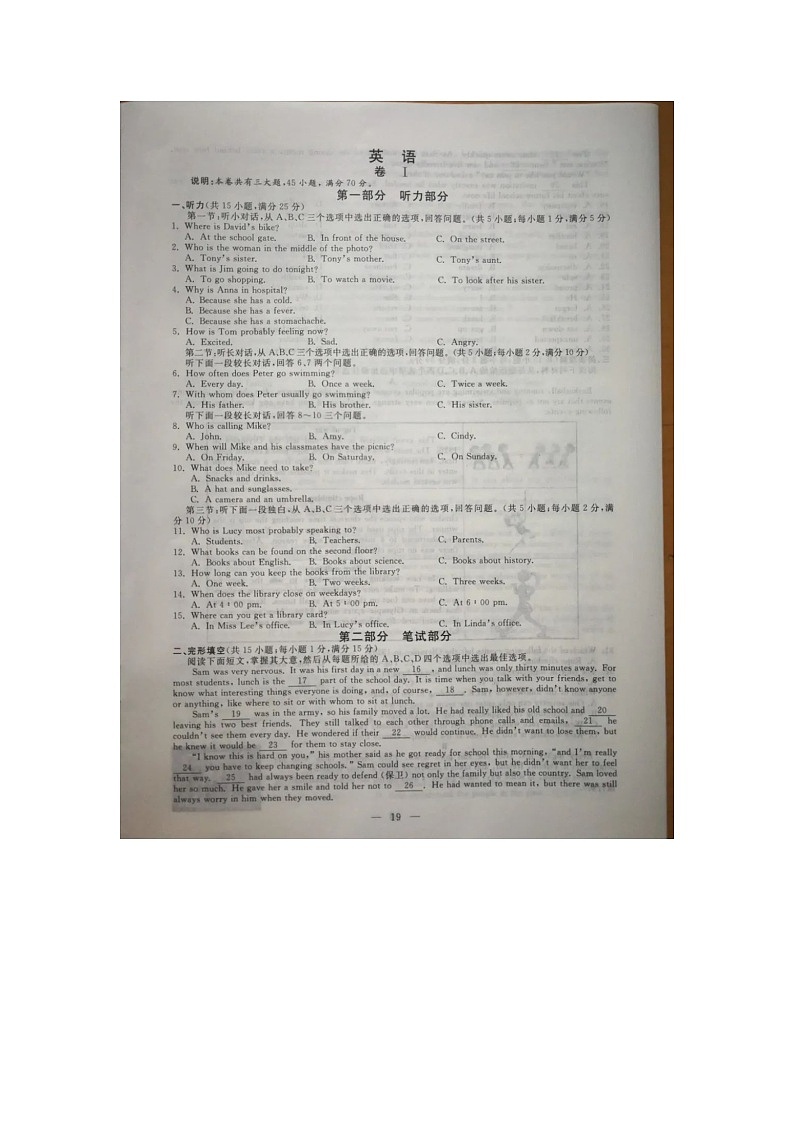 英 语
卷 Ⅰ
说明:本卷共有三大题,45小题,满分70分。
第一部分 听力部分
一、听力(共15小题,满分25分)
第一节:听小对话,从A、B、C三个选项中选出正确的选项,回答问题。(共5小题;每小题1分,满分5分)
1. Where is David's bike?
A. At the school gate. B. In front of the house. C. On the street.
2. Who is the woman in the middle of the photo?
A. Tony's sister. B. Tony's mother. C. Tony's aunt.
3. What is Jim going to do tonight?
A. To go shopping. B. To watch a movie. C. To look after his sister.
4. Why is Anna in hospital?
A. Because she has a cold.
B. Because she has a fever.
C. Because she has a stomachache.
5. How is Tom probably feeling now?
A. Excited. B. Sad. C. Angry.
第二节:听长对话,从A、B、C三个选项中选出正确的选项,回答问题。(共5小题;每小题2分,满分10分)
听下面一段较长对话,回答6、7两个问题。
6. How often does Peter go swimming?
A. Every day. B. Once a week. C. Twice a week.
7. With whom does Peter usually go swimming?
A. His father. B. His brother. C. His sister.
听下面一段较长对话,回答8~10三个问题。
8. Who is calling Mike?
A. John. B. Amy. C. Cindy.
9. When will Mike and his classmates have the picnic?
A. On Friday. B. On Saturday. C. On Sunday.
10. What does Mike need to take?
A. Snacks and drinks.
B. A hat and sunglasses.
C. A camera and an umbrella.
第三节:听下面一段独白,从A、B、C三个选项中选出正确的选项,回答问题。(共5小题;每小题2分,满
分10分)
11. Who is Lucy most probably speaking to?
A. Students. B. Teachers. C. Parents.
12. What books can be found on the second floor?
A. Books about English. B. Books about science. C. Books about history.
13. How long can you keep the books from the library?
A. One week. B. Two weeks. C. Three weeks.
14. When does the library close on weekdays?
A. At 4:00 pm. B. At 5:00 pm. C. At 6:00 pm.
15. Where can you get a library card?
A. In Miss Lee's office. B. In Lucy's office. C. In Linda's office.
第二部分 笔试部分
二、完形填空(共15小题;每小题1分,满分15分)
阅读下面短文,掌握其大意,然后从每题所给的A、B、C、D四个选项中选出最佳选项。
Sam was very nervous. It was his first day in a new 16 , and lunch was only thirty minutes away. For
most students, lunch is the 17 part of the school day. It is time when you talk with your friends, get to
know what interesting things everyone is doing, and, of course, 18 . Sam, however, didn't know anyone
or anything, like where to sit or with whom to sit at lunch.
Sam's 19 was in the army, so his family moved a lot. He had really liked his old school and 20
leaving his two best friends. They still talked to each other through phone calls and emails, 21 he
couldn't see them every day. He wondered if their 22 would continue. He didn't want to lose them, but
he knew it would be 23 for them to stay close.
"I know this is hard on you," his mother said as he got ready for school this morning, "and I'm really
24 you have to keep changing schools." Sam could see regret in her eyes, but he didn't want her to feel
that way. 25 had always been ready to defend (保卫) not only the family but also the country. Sam loved
her so much. He gave her a smile and told her not to 26 . He had wanted to mean it, but there was still
always worry in him when they moved.
— 19 —